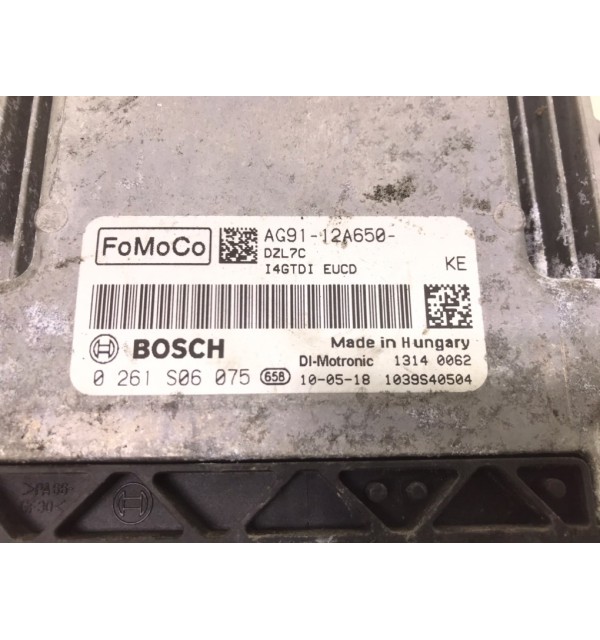 FoMoCo AG91-12A650-
DZL7C
I4GTDI EUCD KE
BOSCH Made in Hungary
DI-Motronic 1314 0062
0 261 S06 075 658 10-05-18 1039S40504